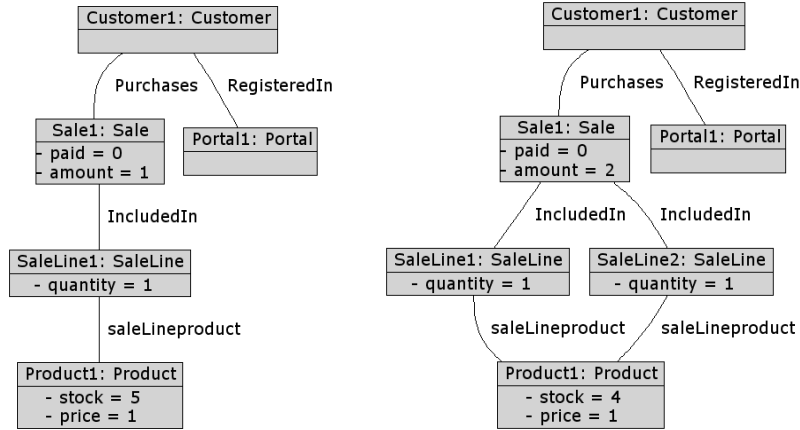 Customer1: Customer
Purchases
RegisteredIn
Sale1: Sale
- paid = 0
- amount = 1
Portal1: Portal
IncludedIn
SaleLine1: SaleLine
- quantity = 1
saleLineproduct
Product1: Product
- stock = 5
- price = 1
Customer1: Customer
Purchases
RegisteredIn
Sale1: Sale
- paid = 0
- amount = 2
Portal1: Portal
IncludedIn
IncludedIn
SaleLine1: SaleLine
- quantity = 1
SaleLine2: SaleLine
- quantity = 1
saleLineproduct
saleLineproduct
Product1: Product
- stock = 4
- price = 1